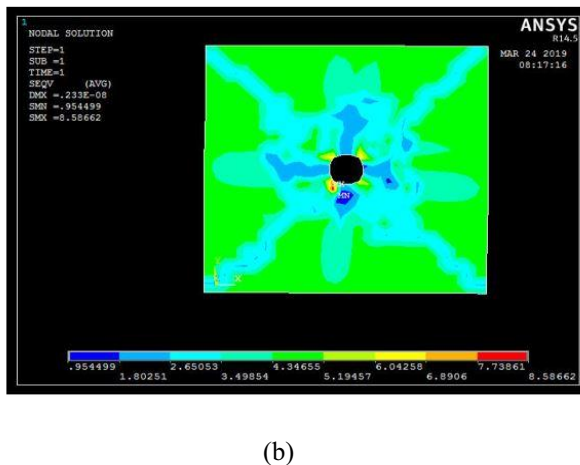 1
NODAL SOLUTION
STEP=1
SUB =1
TIME=1
SEQV (AVG)
DMX =.233E-08
SMN =.954499
SMX =8.58662
ANSYS
R14.5
MAR 24 2019
08:17:16
MN
Y
X
.954499 2.65053 4.34655 6.04258 7.73861
1.80251 3.49854 5.19457 6.8906 8.58662
(b)